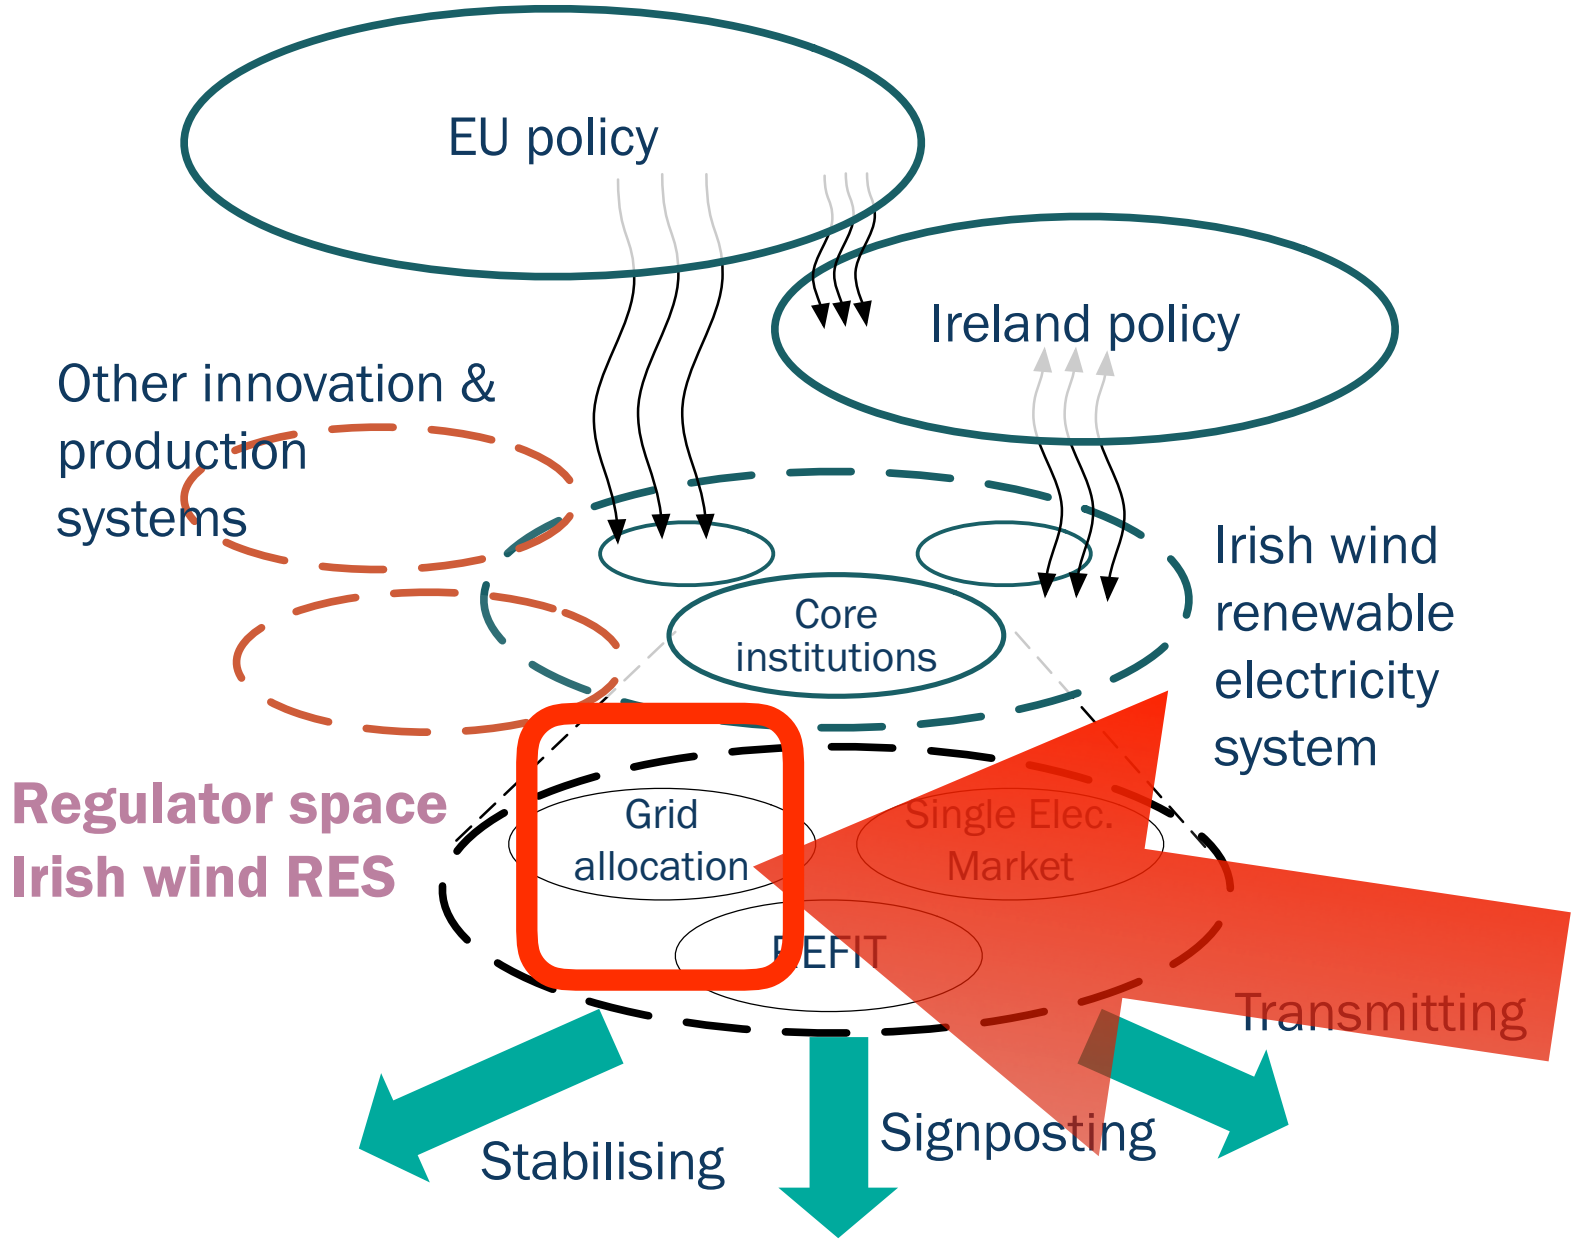 EU policy
Ireland policy
Other innovation &
production
systems
Irish wind
renewable
electricity
system
Core
institutions
Regulator space
Irish wind RES
Grid
allocation
Single Elec.
Market
REFIT
Transmitting
Signposting
Stabilising